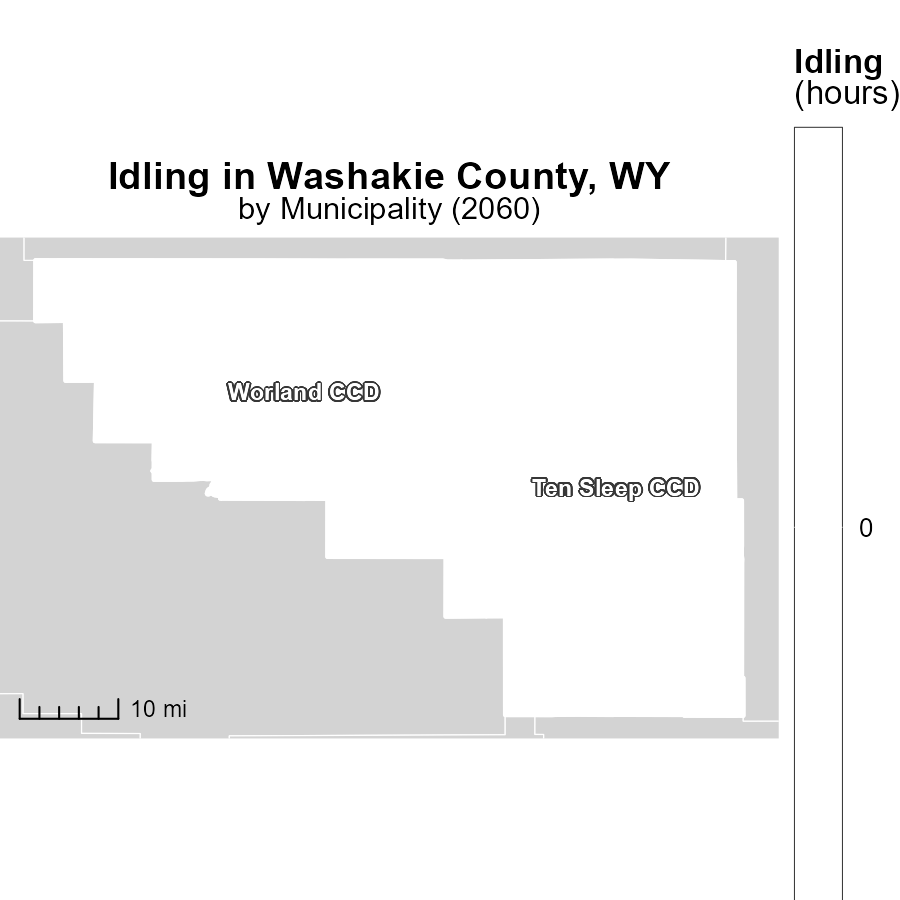 Idling
(hours)
Idling in Washakie County, WY
by Municipality (2060)
Worland CCD
Ten Sleep CCD
0
10 mi